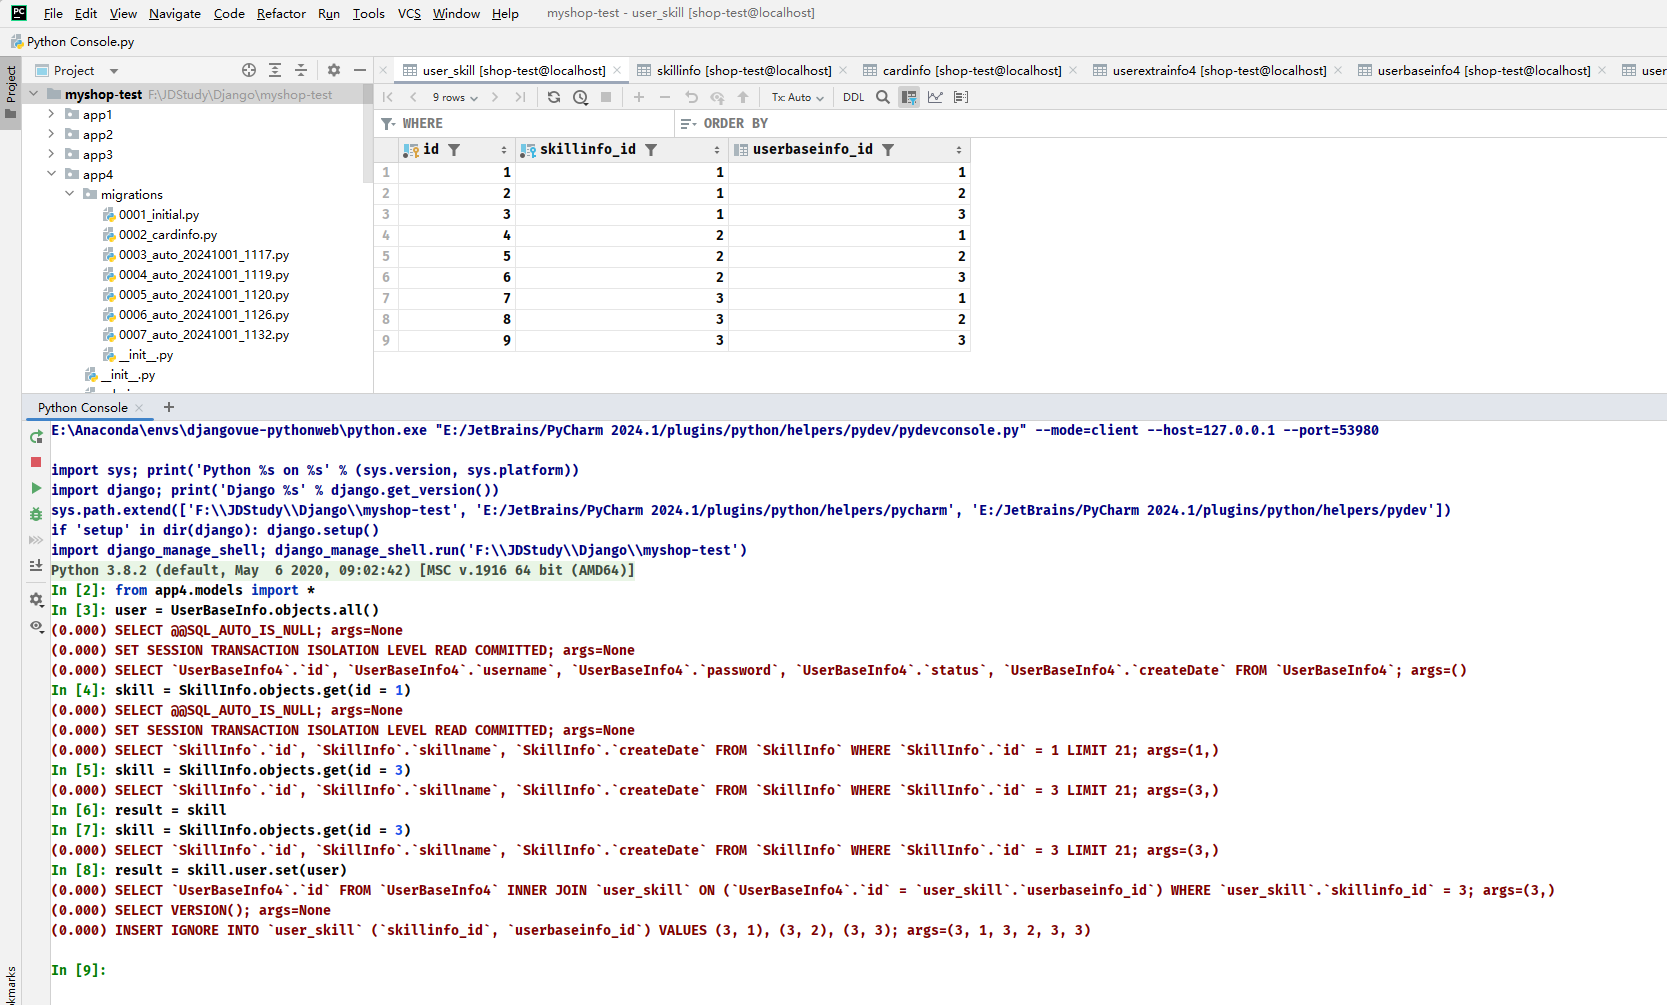 PC File Edit View Navigate Code Refactor Run Tools VCS Window Help myshop-test - user_skill [shop-test@localhost]
Python Console.py
Project
Project
user_skill [shop-test@localhost] skillinfo [shop-test@localhost] cardinfo [shop-test@localhost] userextrainfo4 [shop-test@localhost] userbaseinfo4 [shop-test@localhost] user
myshop-test F:\JDStudy\Django\myshop-test
app1
app2
app3
app4
migrations
0001_initial.py
0002_cardinfo.py
0003_auto_20241001_1117.py
0004_auto_20241001_1119.py
0005_auto_20241001_1120.py
0006_auto_20241001_1126.py
0007_auto_20241001_1132.py
__init__.py
__init__.py
9 rows Tx: Auto DDL
WHERE ORDER BY
id skillinfo_id userbaseinfo_id
1 1 1 1
2 2 1 2
3 3 1 3
4 4 2 1
5 5 2 2
6 6 2 3
7 7 3 1
8 8 3 2
9 9 3 3
Python Console
E:\Anaconda\envs\djangovue-pythonweb\python.exe "E:/JetBrains/PyCharm 2024.1/plugins/python/helpers/pydev/pydevconsole.py" --mode=client --host=127.0.0.1 --port=53980
import sys; print('Python %s on %s' % (sys.version, sys.platform))
import django; print('Django %s' % django.get_version())
sys.path.extend(['F:\\JDStudy\\Django\\myshop-test', 'E:/JetBrains/PyCharm 2024.1/plugins/python/helpers/pycharm', 'E:/JetBrains/PyCharm 2024.1/plugins/python/helpers/pydev'])
if 'setup' in dir(django): django.setup()
import django_manage_shell; django_manage_shell.run('F:\\JDStudy\\Django\\myshop-test')
Python 3.8.2 (default, May  6 2020, 09:02:42) [MSC v.1916 64 bit (AMD64)]
In [2]: from app4.models import *
In [3]: user = UserBaseInfo.objects.all()
(0.000) SELECT @@SQL_AUTO_IS_NULL; args=None
(0.000) SET SESSION TRANSACTION ISOLATION LEVEL READ COMMITTED; args=None
(0.000) SELECT `UserBaseInfo4`.`id`, `UserBaseInfo4`.`username`, `UserBaseInfo4`.`password`, `UserBaseInfo4`.`status`, `UserBaseInfo4`.`createDate` FROM `UserBaseInfo4`; args=()
In [4]: skill = SkillInfo.objects.get(id = 1)
(0.000) SELECT @@SQL_AUTO_IS_NULL; args=None
(0.000) SET SESSION TRANSACTION ISOLATION LEVEL READ COMMITTED; args=None
(0.000) SELECT `SkillInfo`.`id`, `SkillInfo`.`skillname`, `SkillInfo`.`createDate` FROM `SkillInfo` WHERE `SkillInfo`.`id` = 1 LIMIT 21; args=(1,)
In [5]: skill = SkillInfo.objects.get(id = 3)
(0.000) SELECT `SkillInfo`.`id`, `SkillInfo`.`skillname`, `SkillInfo`.`createDate` FROM `SkillInfo` WHERE `SkillInfo`.`id` = 3 LIMIT 21; args=(3,)
In [6]: result = skill
In [7]: skill = SkillInfo.objects.get(id = 3)
(0.000) SELECT `SkillInfo`.`id`, `SkillInfo`.`skillname`, `SkillInfo`.`createDate` FROM `SkillInfo` WHERE `SkillInfo`.`id` = 3 LIMIT 21; args=(3,)
In [8]: result = skill.user.set(user)
(0.000) SELECT `UserBaseInfo4`.`id` FROM `UserBaseInfo4` INNER JOIN `user_skill` ON (`UserBaseInfo4`.`id` = `user_skill`.`userbaseinfo_id`) WHERE `user_skill`.`skillinfo_id` = 3; args=(3,)
(0.000) SELECT VERSION(); args=None
(0.000) INSERT IGNORE INTO `user_skill` (`skillinfo_id`, `userbaseinfo_id`) VALUES (3, 1), (3, 2), (3, 3); args=(3, 1, 3, 2, 3, 3)
In [9]:
kmarks